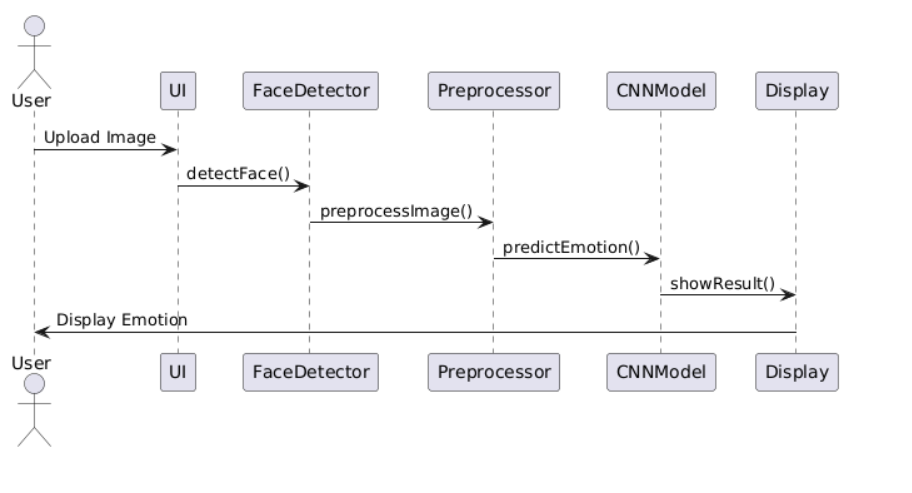 User
UI
FaceDetector
Preprocessor
CNNModel
Display
Upload Image
detectFace()
preprocessImage()
predictEmotion()
showResult()
Display Emotion
User
UI
FaceDetector
Preprocessor
CNNModel
Display